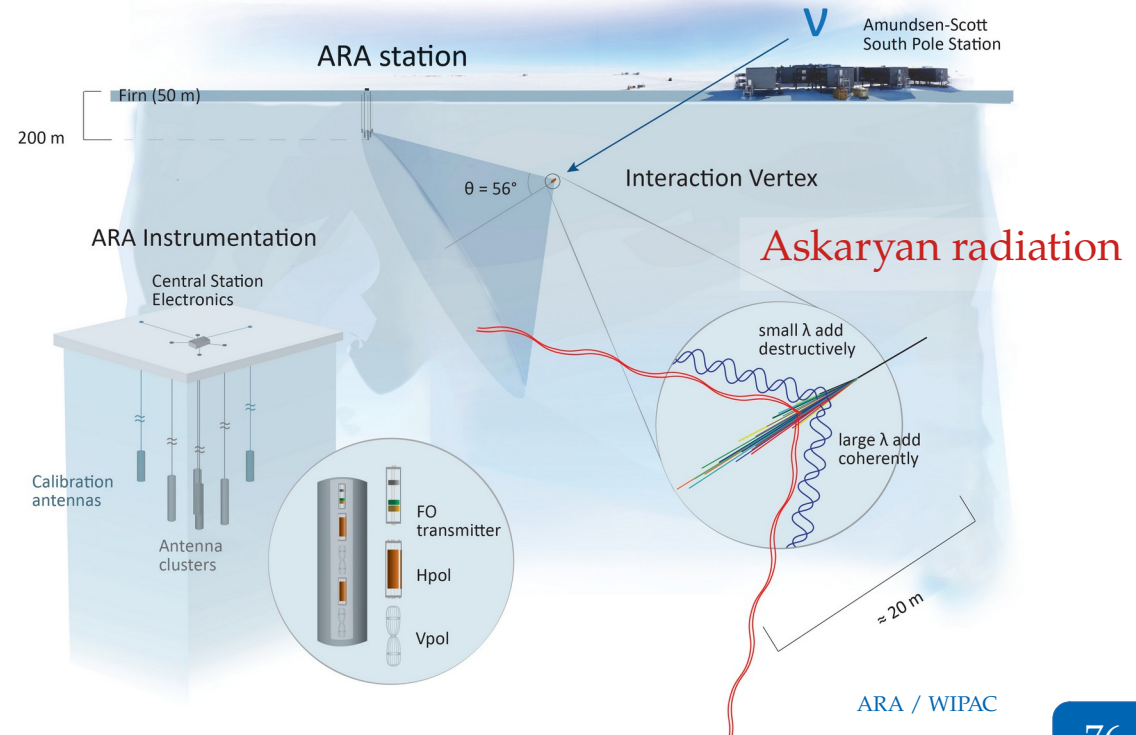 ν
Amundsen-Scott
South Pole Station
ARA station
Firn (50 m)
200 m
θ = 56°
Interaction Vertex
ARA Instrumentation
Askaryan radiation
Central Station
Electronics
small λ add
destructively
large λ add
coherently
Calibration
antennas
Antenna
clusters
FO
transmitter
Hpol
Vpol
≈ 20 m
ARA / WIPAC
76